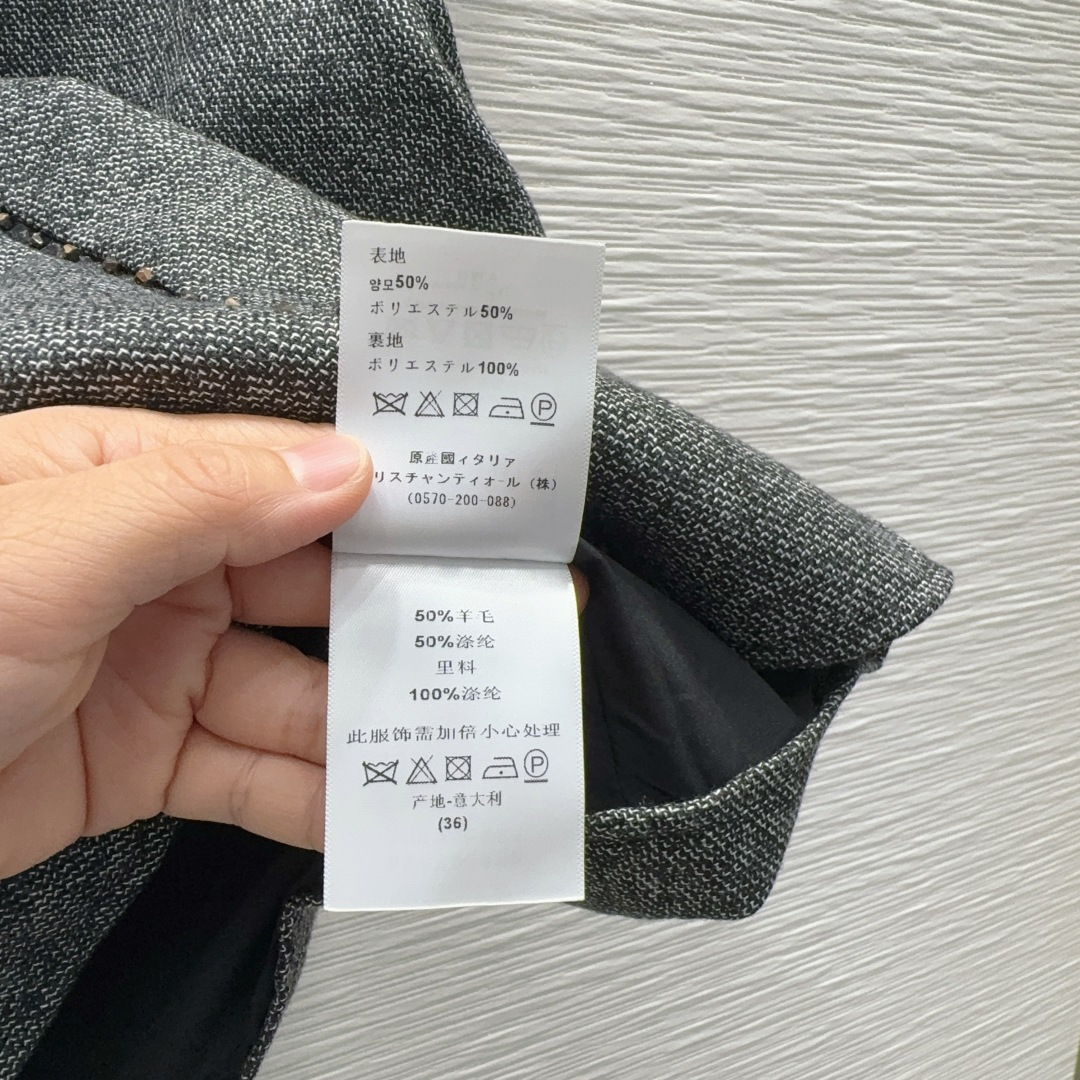 表地
양모50%
ポリエステル50%
裏地
ポリエステル100%
P
原産國ィタリア
リスチャンティオール (株)
(0570-200-088)
50%羊毛
50%涤纶
里料
100%涤纶
此服饰需加倍小心处理
P
产地-意大利
(36)